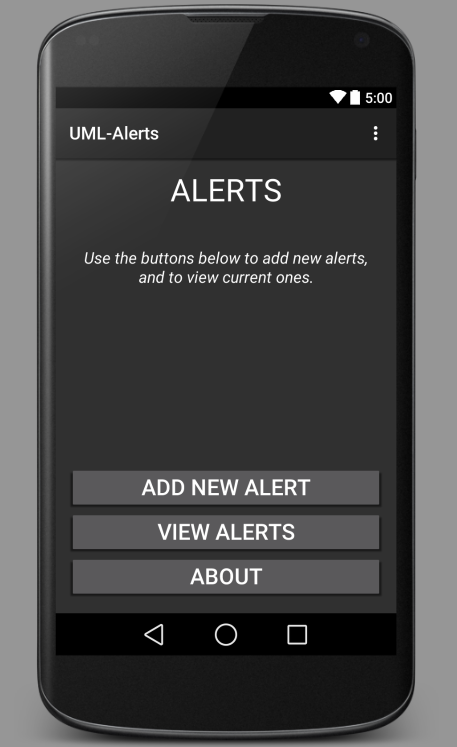 5:00
UML-Alerts
ALERTS
Use the buttons below to add new alerts,
and to view current ones.
ADD NEW ALERT
VIEW ALERTS
ABOUT